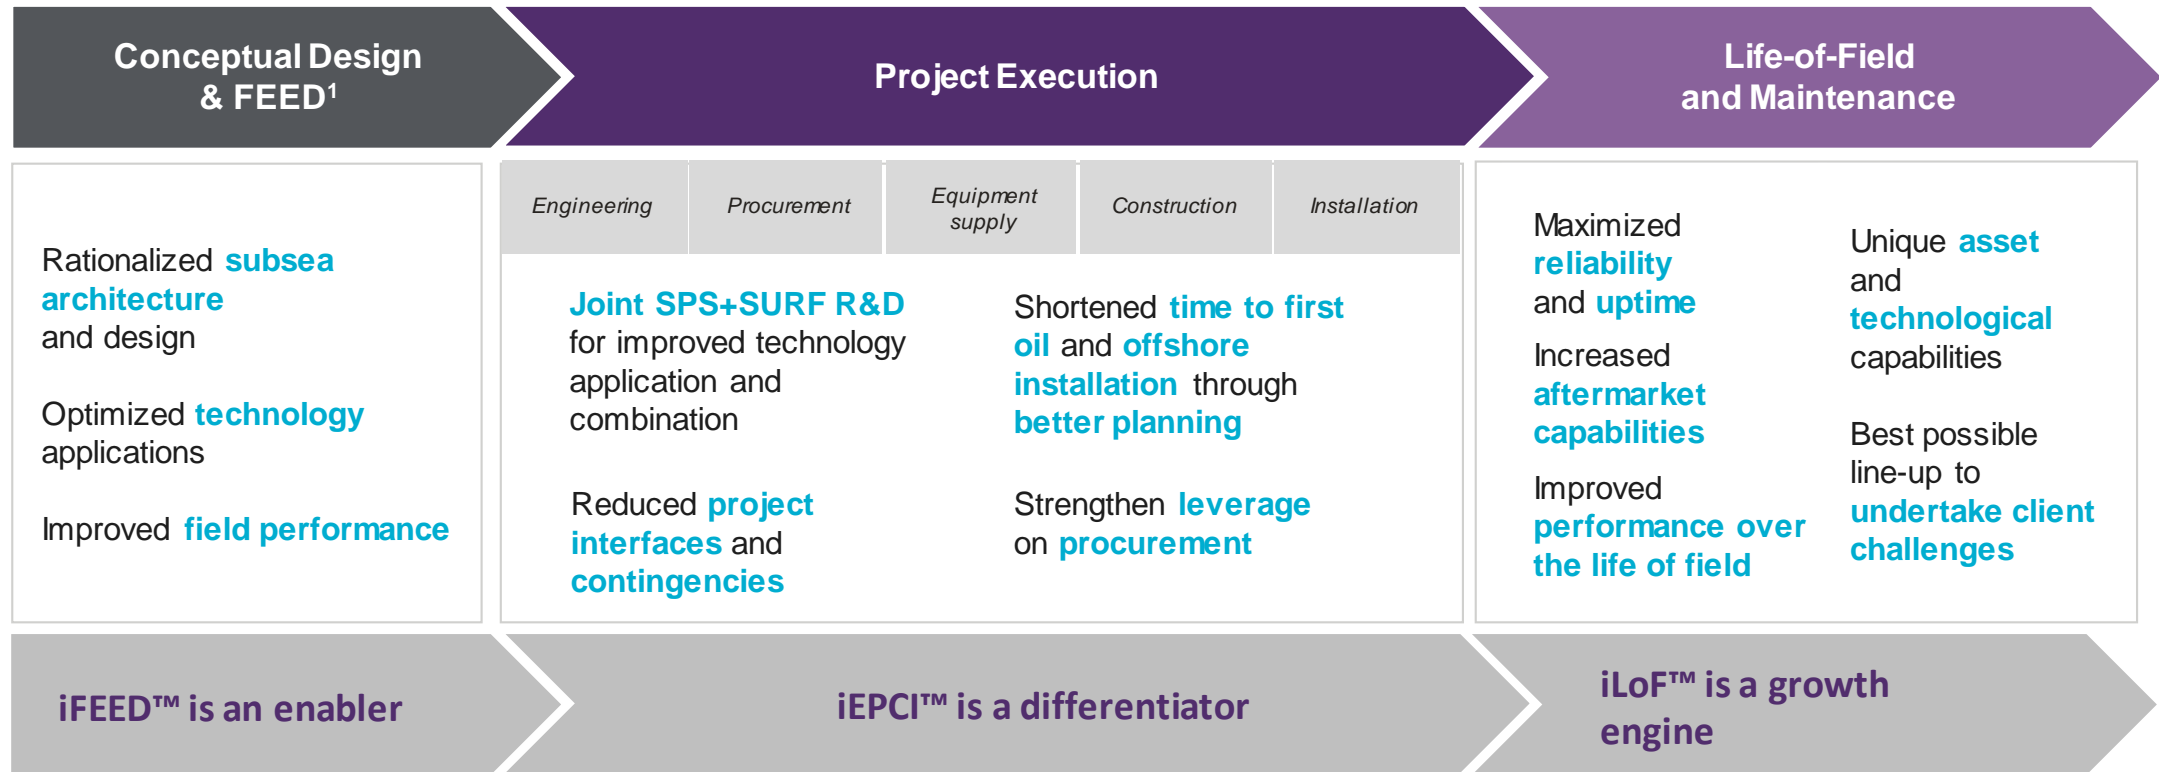 Conceptual Design
& FEED¹
Project Execution
Life-of-Field
and Maintenance
Rationalized subsea
architecture
and design
Optimized technology
applications
Improved field performance
Engineering
Procurement
Equipment
supply
Construction
Installation
Joint SPS+SURF R&D
for improved technology
application and
combination
Reduced project
interfaces and
contingencies
Shortened time to first
oil and offshore
installation through
better planning
Strengthen leverage
on procurement
Maximized
reliability
and uptime
Increased
aftermarket
capabilities
Improved
performance over
the life of field
Unique asset
and
technological
capabilities
Best possible
line-up to
undertake client
challenges
iFEED™ is an enabler
iEPCI™ is a differentiator
iLoF™ is a growth
engine